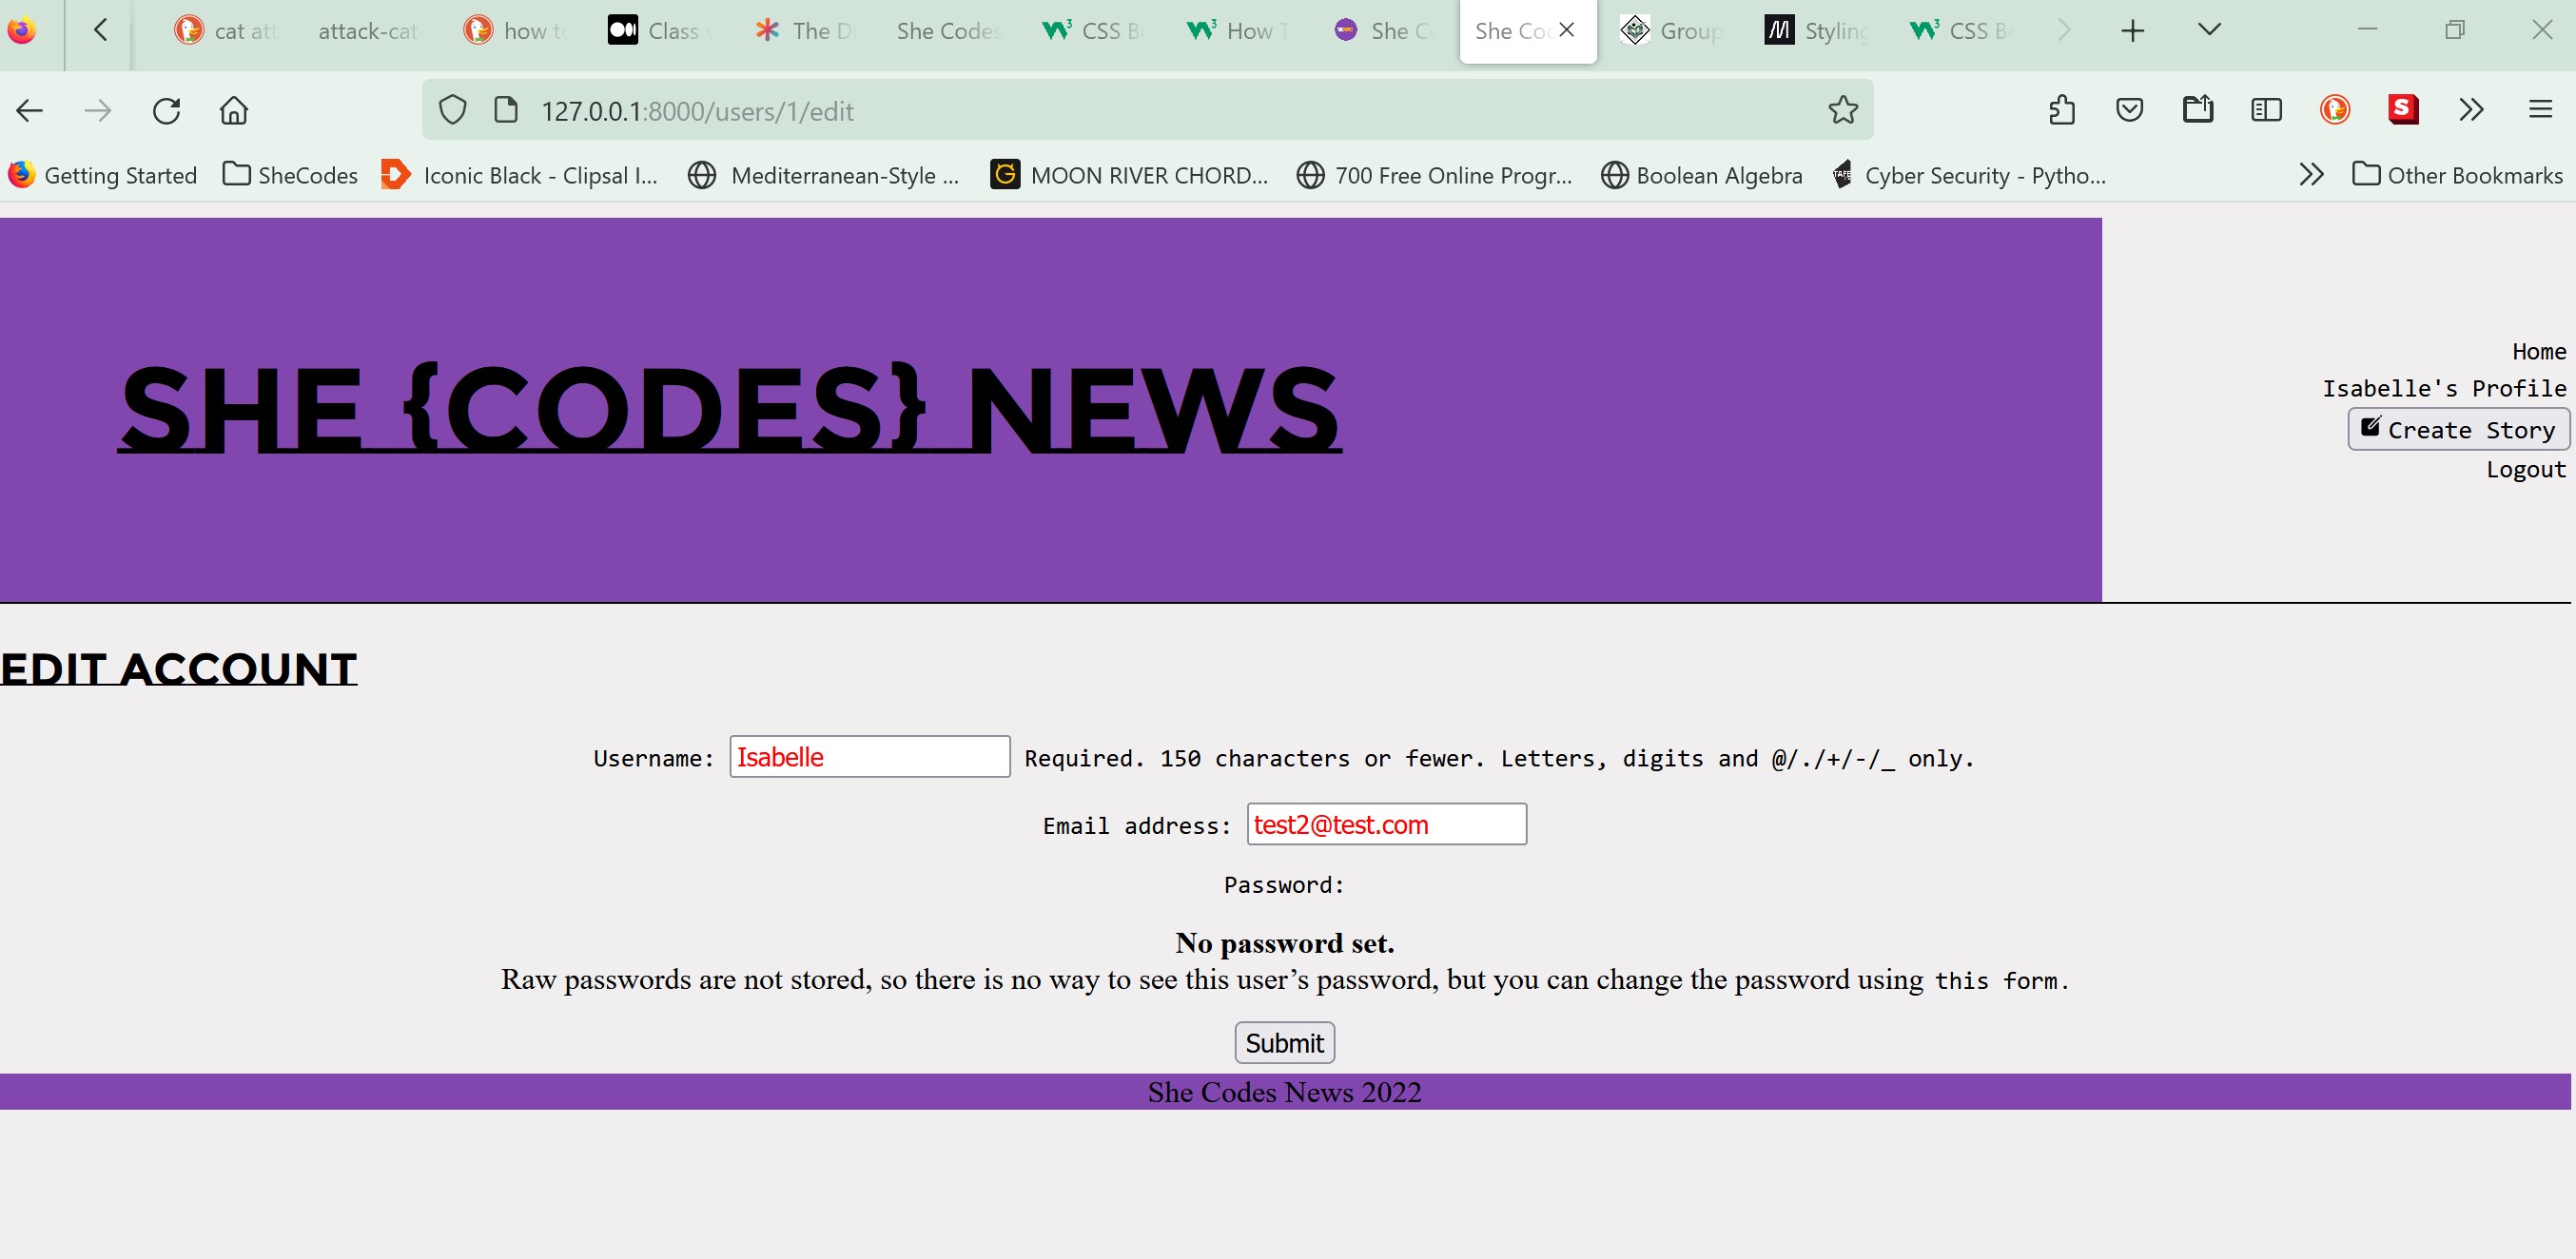 cat att
attack-cat
how to
Class
The Di
She Codes
CSS B
How T
She Co
She Coc
Group
Styling
CSS B
127.0.0.1:8000/users/1/edit
Getting Started
SheCodes
Iconic Black - Clipsal I...
Mediterranean-Style ...
MOON RIVER CHORD...
700 Free Online Progr...
Boolean Algebra
Cyber Security - Pytho...
Other Bookmarks
SHE {CODES} NEWS
Home
Isabelle's Profile
Create Story
Logout
EDIT ACCOUNT
Username: Isabelle Required. 150 characters or fewer. Letters, digits and @/./+/-/_ only.
Email address: test2@test.com
Password:
No password set.
Raw passwords are not stored, so there is no way to see this user’s password, but you can change the password using this form.
Submit
She Codes News 2022